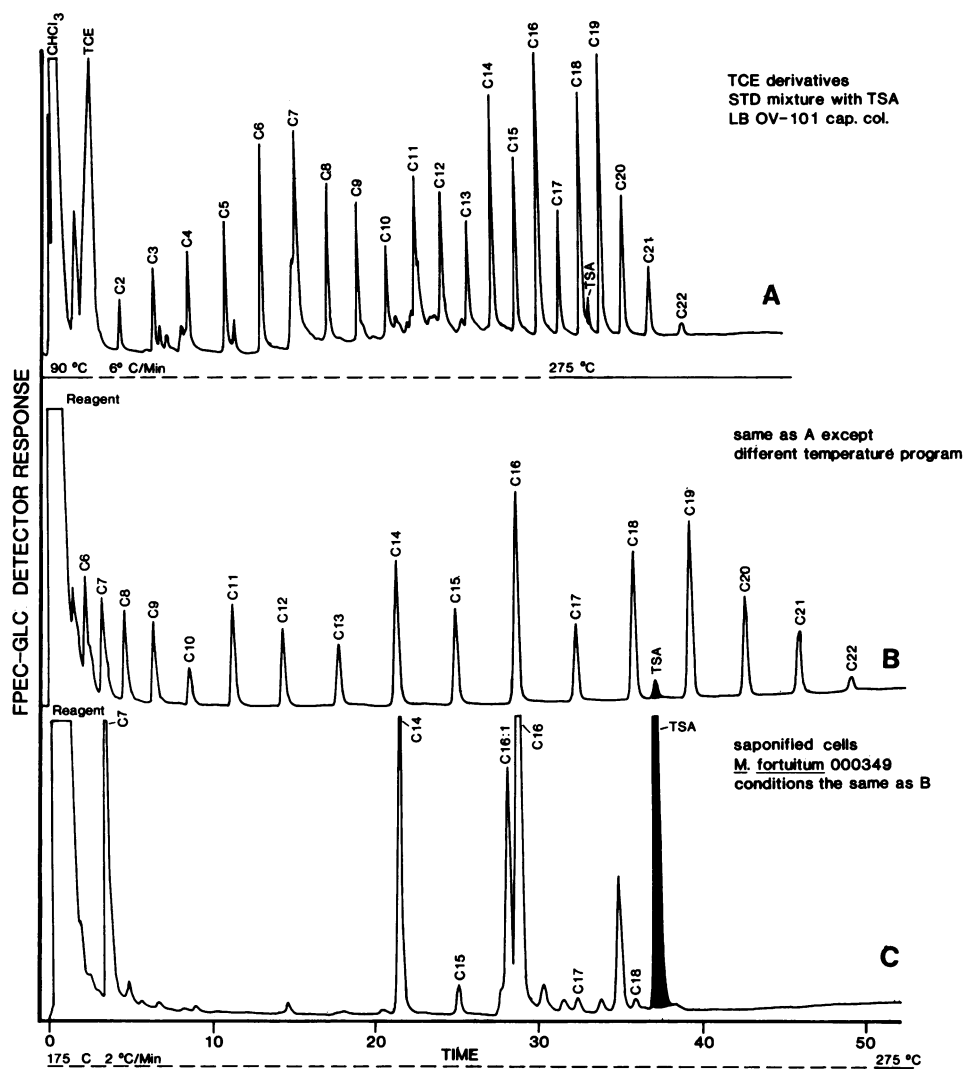 CHCl3
TCE
C2
C3
C4
C5
C6
C7
C8
C9
C10
C11
C12
C13
C14
C15
C16
C17
C18
TSA
C19
C20
C21
C22
TCE derivatives
STD mixture with TSA
LB OV-101 cap. col.
A
90 °C 6° C/Min 275 °C
FPEC-GLC DETECTOR RESPONSE
Reagent
same as A except
different temperature program
C6
C7
C8
C9
C10
C11
C12
C13
C14
C15
C16
C17
C18
TSA
C19
C20
C21
C22
B
Reagent
C7
C14
C15
C16:1
C16
C17
C18
TSA
saponified cells
M. fortuitum 000349
conditions the same as B
C
0 10 20 30 40 50
TIME
175 C 2 °C/Min 275 °C